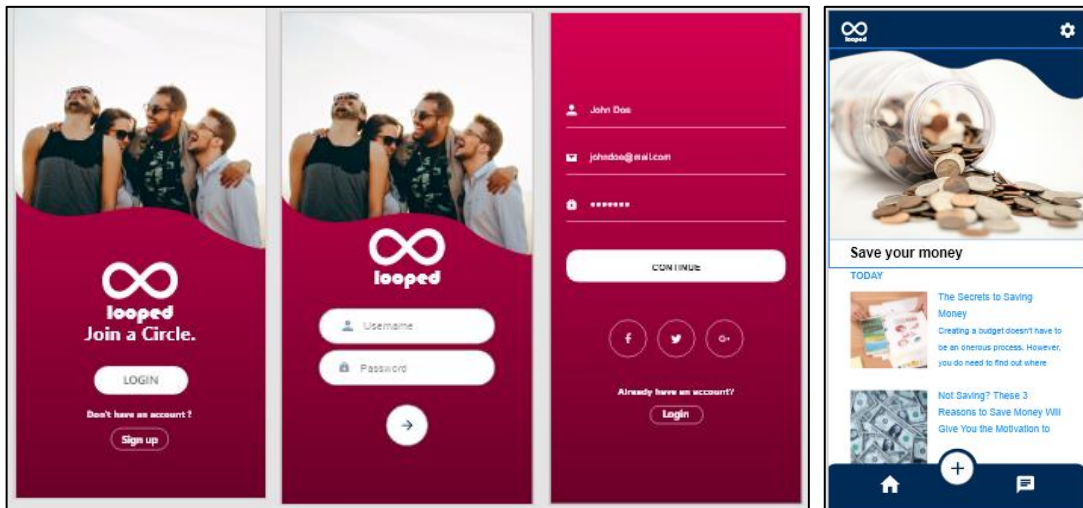 looped
Join a Circle.
LOGIN
Don't have an account ?
Sign up
looped
Username
Password
John Doe
johndoe@mail.com
CONTINUE
f
G+
Already have an account?
Login
looped
Save your money
TODAY
The Secrets to Saving
Money
Creating a budget doesn't have to
be an onerous process. However,
you do need to find out where
Not Saving? These 3
Reasons to Save Money Will
Give You the Motivation to